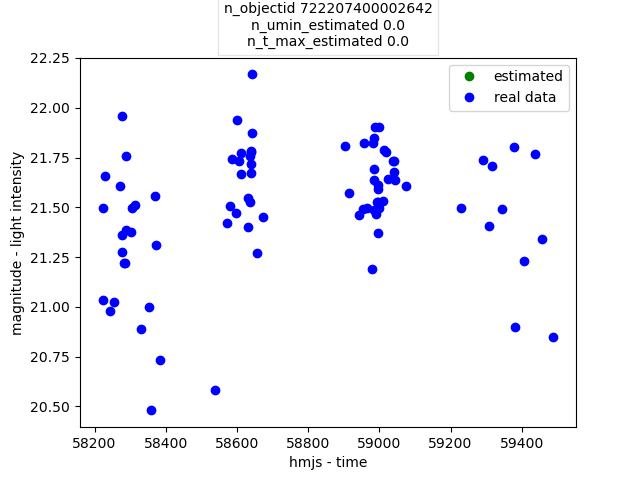 n_objectid 722207400002642
n_umin_estimated 0.0
n_t_max_estimated 0.0
estimated
real data
magnitude - light intensity
22.25
22.00
21.75
21.50
21.25
21.00
20.75
20.50
58200 58400 58600 58800 59000 59200 59400
hmjs - time